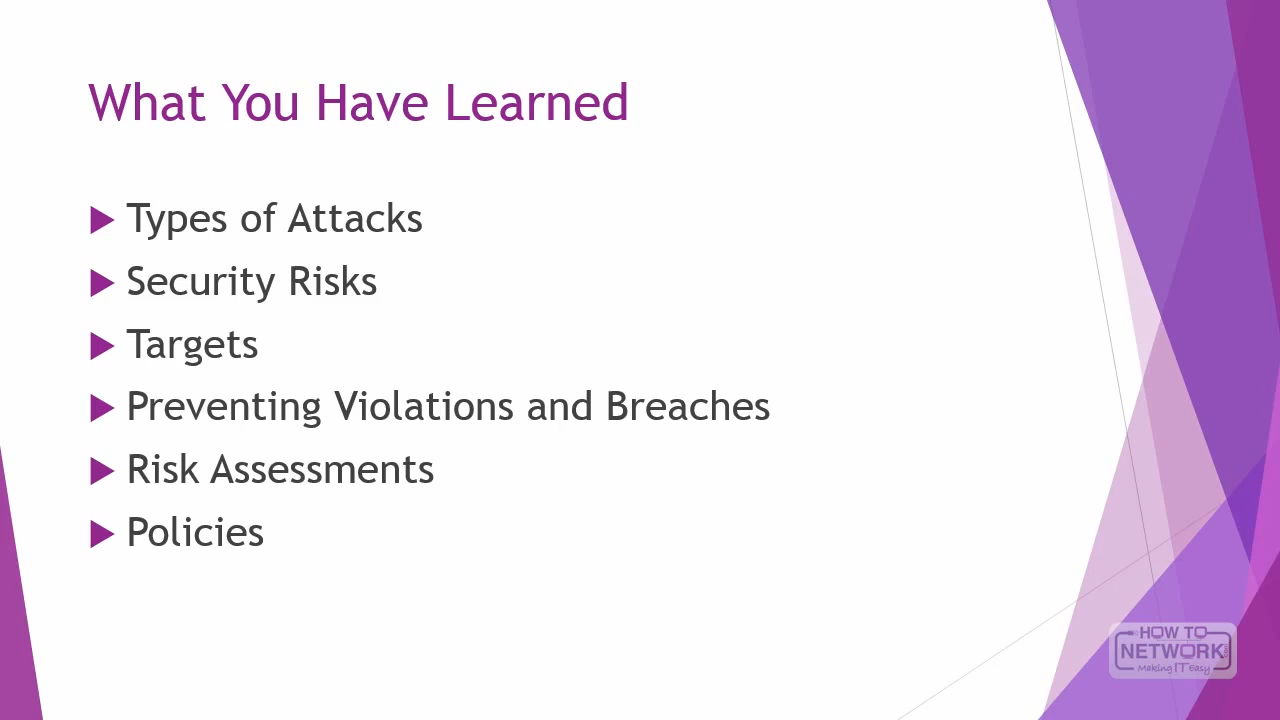 What You Have Learned
Types of Attacks
Security Risks
Targets
Preventing Violations and Breaches
Risk Assessments
Policies
HOW TO
NETWORK
Making IT Easy